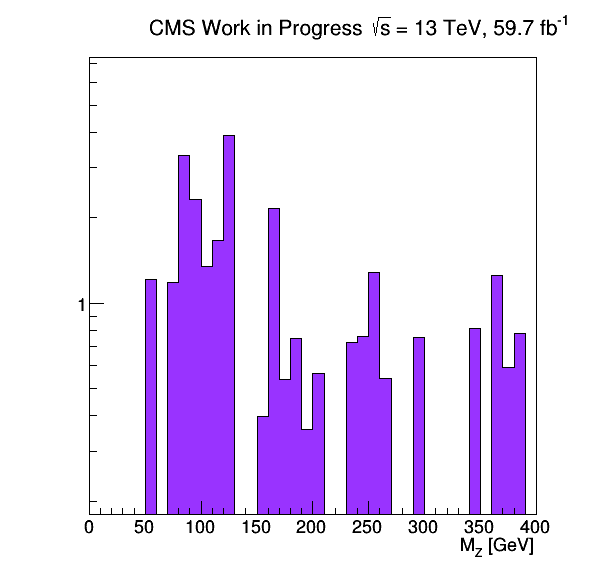 CMS Work in Progress √s = 13 TeV, 59.7 fb⁻¹
1
0 50 100 150 200 250 300 350 400
M_Z [GeV]